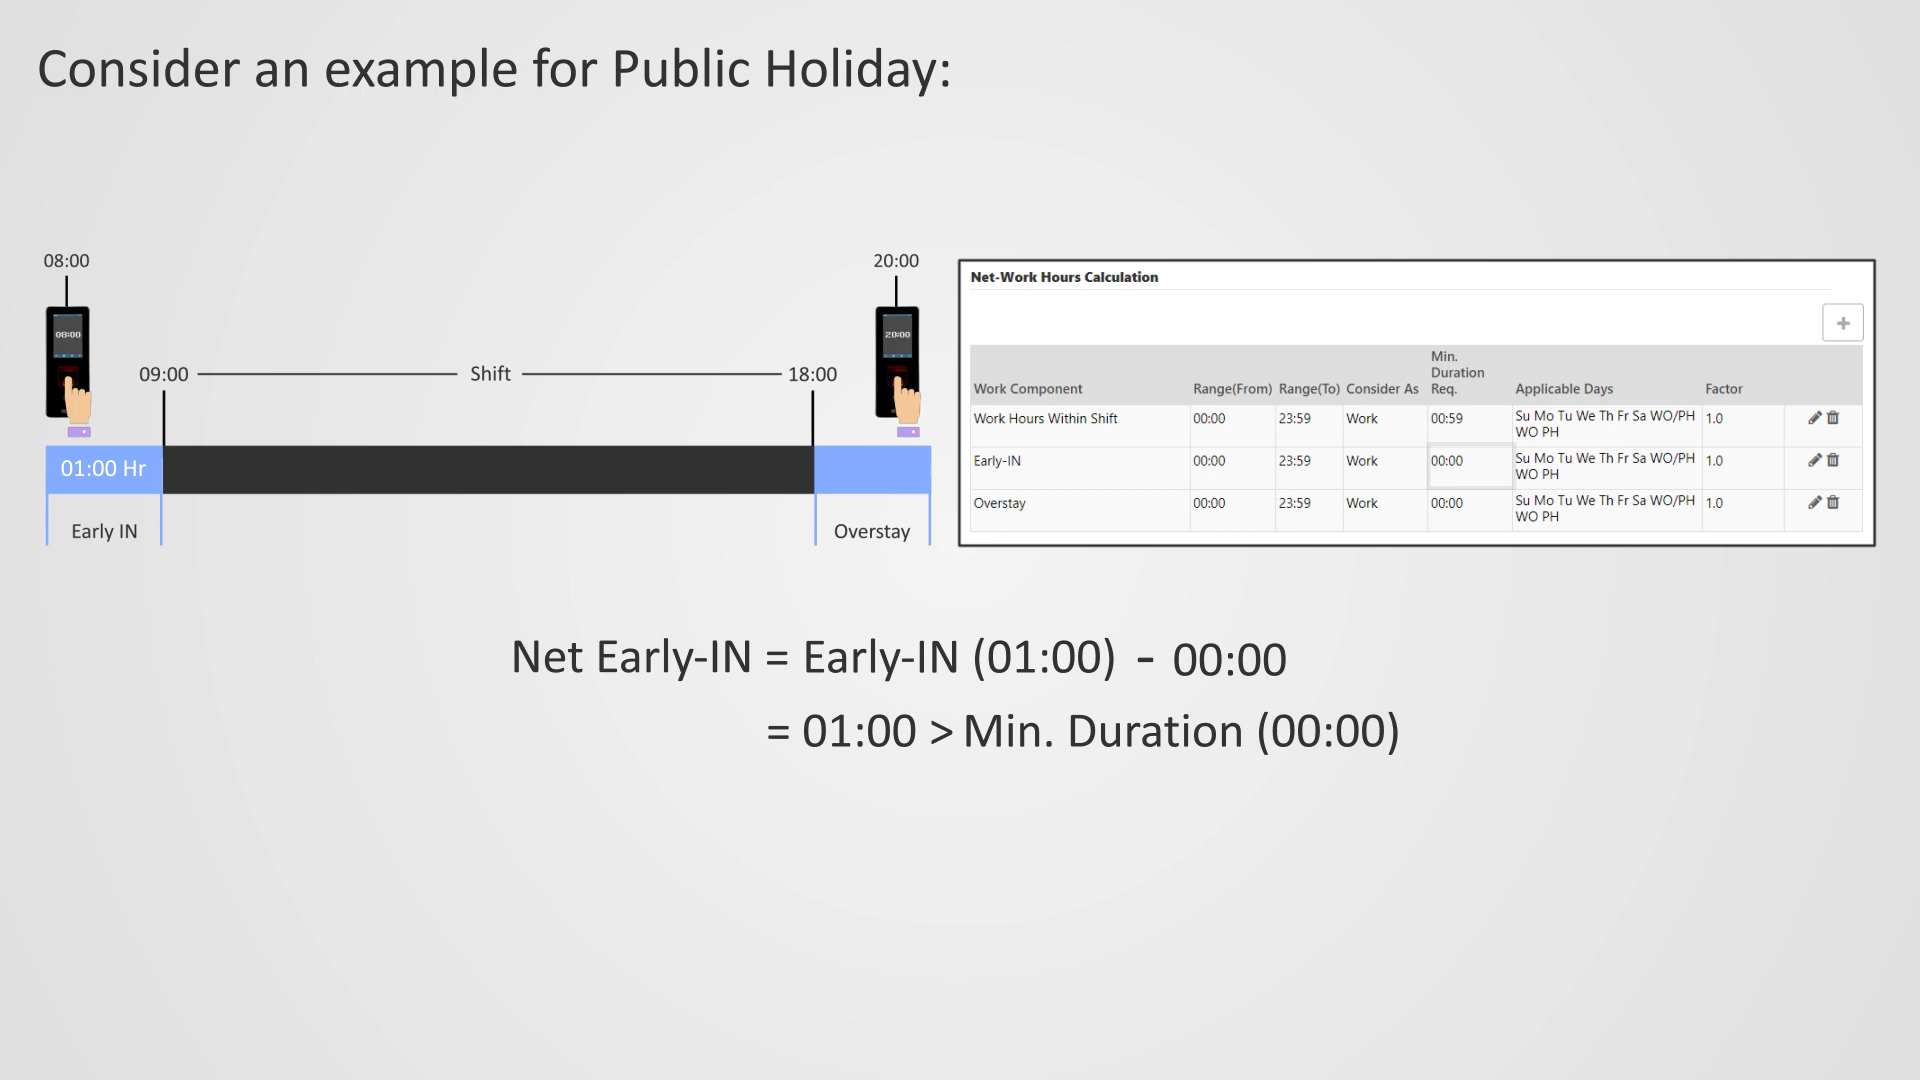 Consider an example for Public Holiday:
08:00
20:00
08:00
20:00
09:00
Shift
18:00
01:00 Hr
Early IN
Overstay
Net-Work Hours Calculation
+
Work Component Range(From) Range(To) Consider As Min. Duration Req. Applicable Days Factor
Work Hours Within Shift 00:00 23:59 Work 00:59 Su Mo Tu We Th Fr Sa WO/PH WO PH 1.0
Early-IN 00:00 23:59 Work 00:00 Su Mo Tu We Th Fr Sa WO/PH WO PH 1.0
Overstay 00:00 23:59 Work 00:00 Su Mo Tu We Th Fr Sa WO/PH WO PH 1.0
Net Early-IN = Early-IN (01:00) - 00:00
= 01:00 > Min. Duration (00:00)